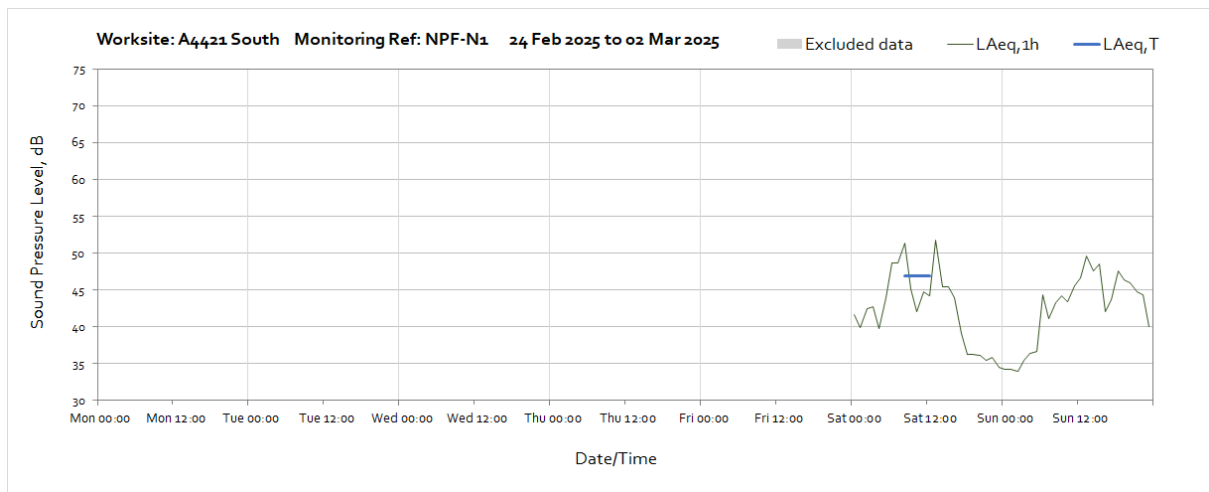 Worksite: A4421 South Monitoring Ref: NPF-N1 24 Feb 2025 to 02 Mar 2025
Excluded data LAeq,1h LAeq,T
75
70
65
60
55
50
45
40
35
30
Sound Pressure Level, dB
Mon 00:00 Mon 12:00 Tue 00:00 Tue 12:00 Wed 00:00 Wed 12:00 Thu 00:00 Thu 12:00 Fri 00:00 Fri 12:00 Sat 00:00 Sat 12:00 Sun 00:00 Sun 12:00
Date/Time